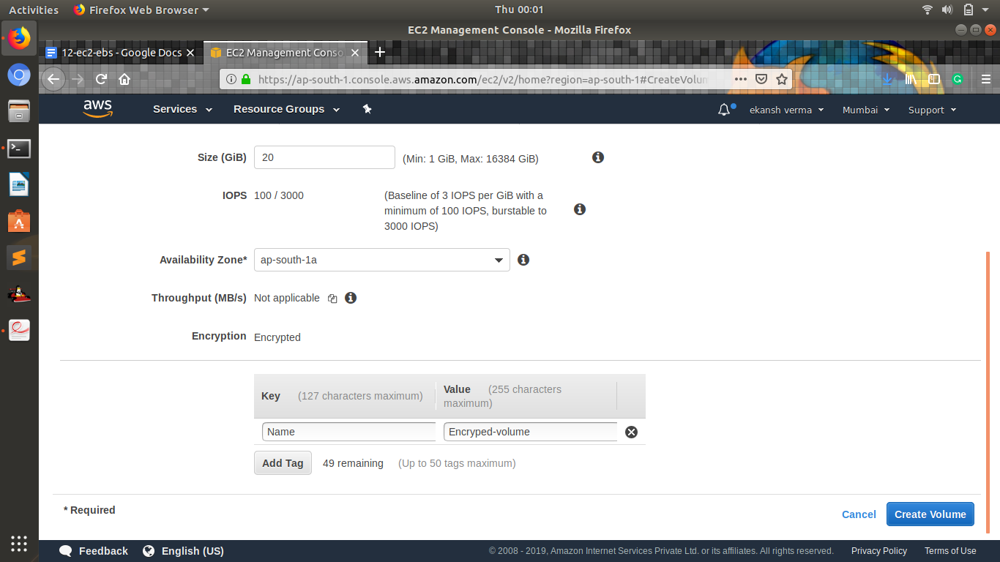 Activities Firefox Web Browser Thu 00:01
EC2 Management Console - Mozilla Firefox
12-ec2-ebs - Google Docs EC2 Management Conso
https://ap-south-1.console.aws.amazon.com/ec2/v2/home?region=ap-south-1#CreateVolum
aws Services Resource Groups ekansh verma Mumbai Support
Size (GiB) 20 (Min: 1 GiB, Max: 16384 GiB)
IOPS 100 / 3000 (Baseline of 3 IOPS per GiB with a
minimum of 100 IOPS, burstable to
3000 IOPS)
Availability Zone* ap-south-1a
Throughput (MB/s) Not applicable
Encryption Encrypted
Key (127 characters maximum) Value (255 characters
maximum)
Name Encryped-volume
Add Tag 49 remaining (Up to 50 tags maximum)
* Required
Cancel Create Volume
Feedback English (US) © 2008 - 2019, Amazon Internet Services Private Ltd. or its affiliates. All rights reserved. Privacy Policy Terms of Use